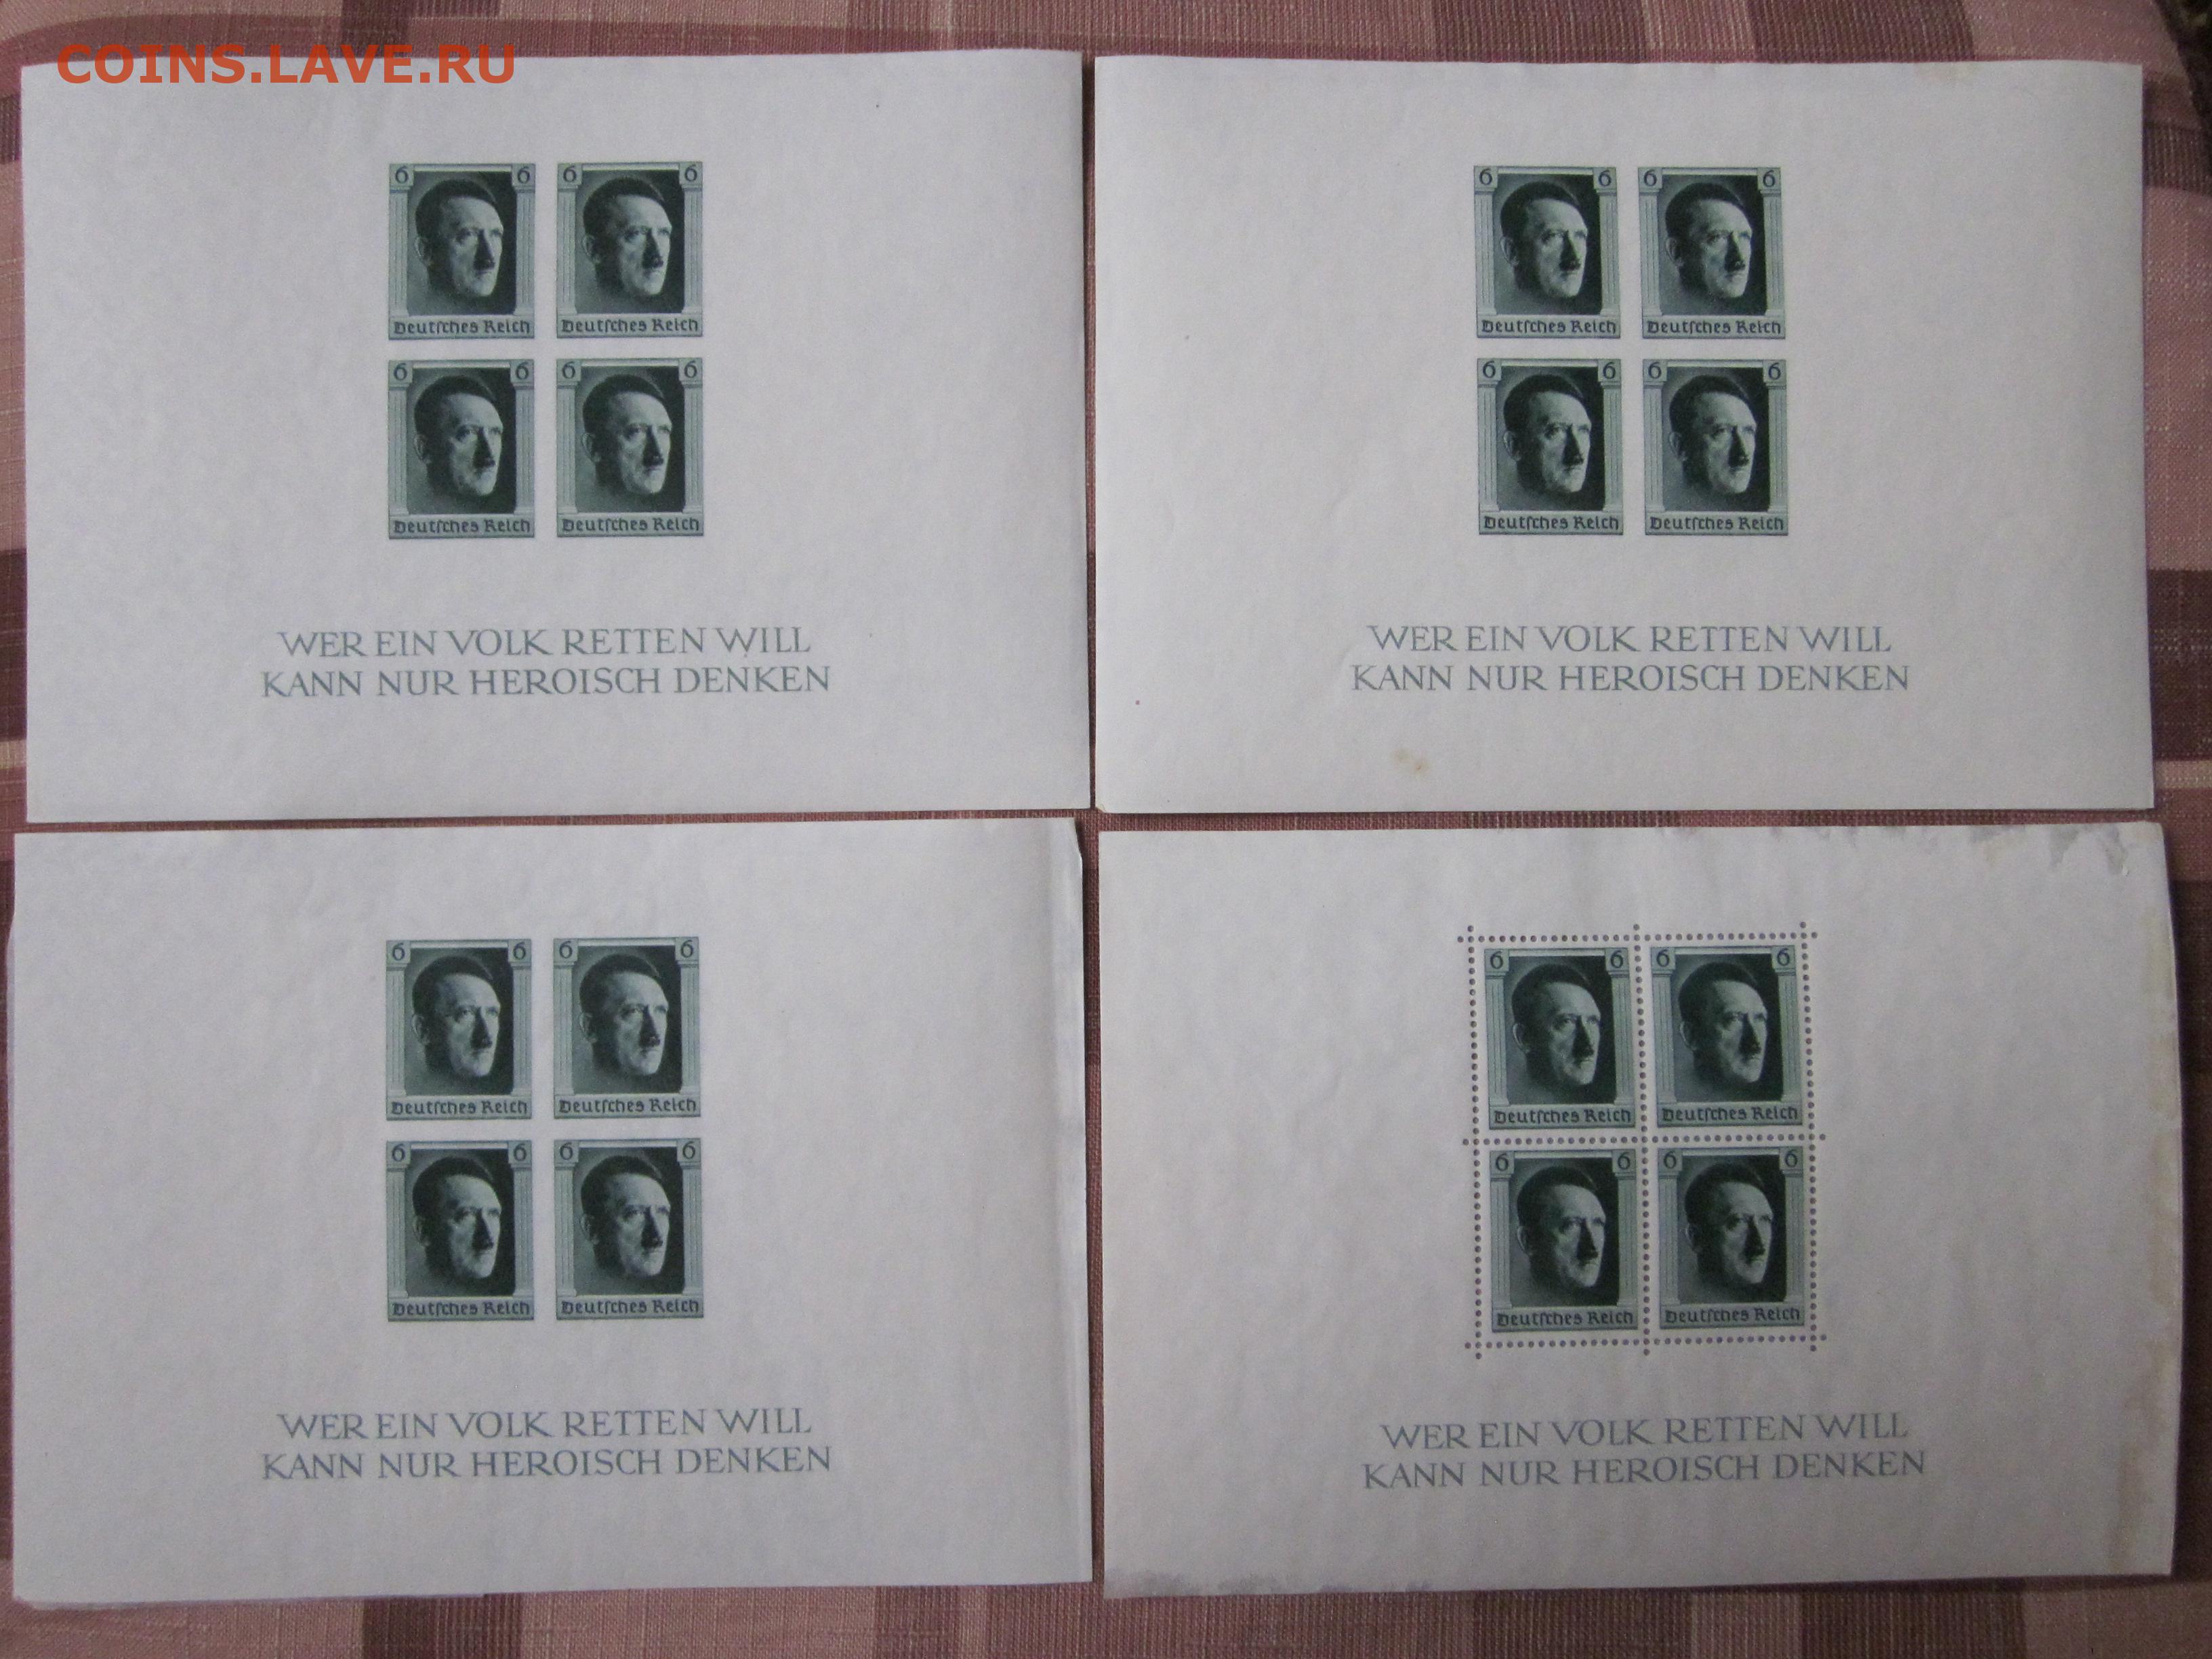 COINS.LAVE.RU
6 6 6 6
Deutsches Reich Deutsches Reich
6 6 6 6
Deutsches Reich Deutsches Reich
WER EIN VOLK RETTEN WILL
KANN NUR HEROISCH DENKEN
6 6 6 6
Deutsches Reich Deutsches Reich
6 6 6 6
Deutsches Reich Deutsches Reich
WER EIN VOLK RETTEN WILL
KANN NUR HEROISCH DENKEN
6 6 6 6
Deutsches Reich Deutsches Reich
6 6 6 6
Deutsches Reich Deutsches Reich
WER EIN VOLK RETTEN WILL
KANN NUR HEROISCH DENKEN
6 6 6 6
Deutsches Reich Deutsches Reich
6 6 6 6
Deutsches Reich Deutsches Reich
WER EIN VOLK RETTEN WILL
KANN NUR HEROISCH DENKEN